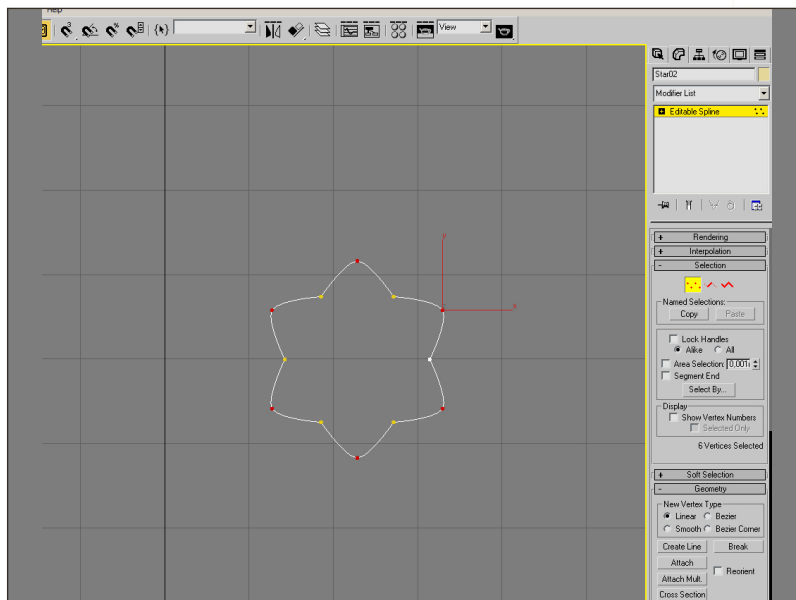 Help
View
Star02
Modifier List
Editable Spline
+ Rendering
+ Interpolation
- Selection
Named Selections:
Copy Paste
Lock Handles
Alike All
Area Selection: 0,001
Segment End
Select By...
Display
Show Vertex Numbers
Selected Only
6 Vertices Selected
+ Soft Selection
- Geometry
New Vertex Type
Linear Bezier
Smooth Bezier Corner
Create Line Break
Attach
Reorient
Attach Mult.
Cross Section
y
x